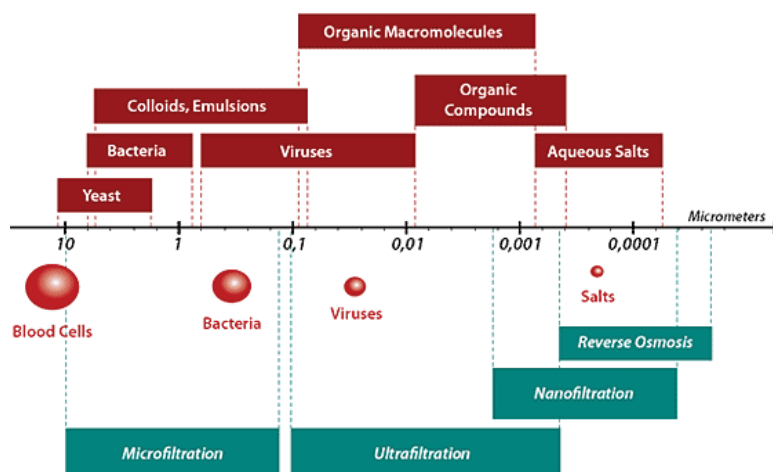 Organic Macromolecules
Organic
Compounds
Colloids, Emulsions
Bacteria
Viruses
Aqueous Salts
Yeast
Micrometers
10
1
0,1
0,01
0,001
0,0001
Blood Cells
Bacteria
Viruses
Salts
Reverse Osmosis
Nanofiltration
Microfiltration
Ultrafiltration